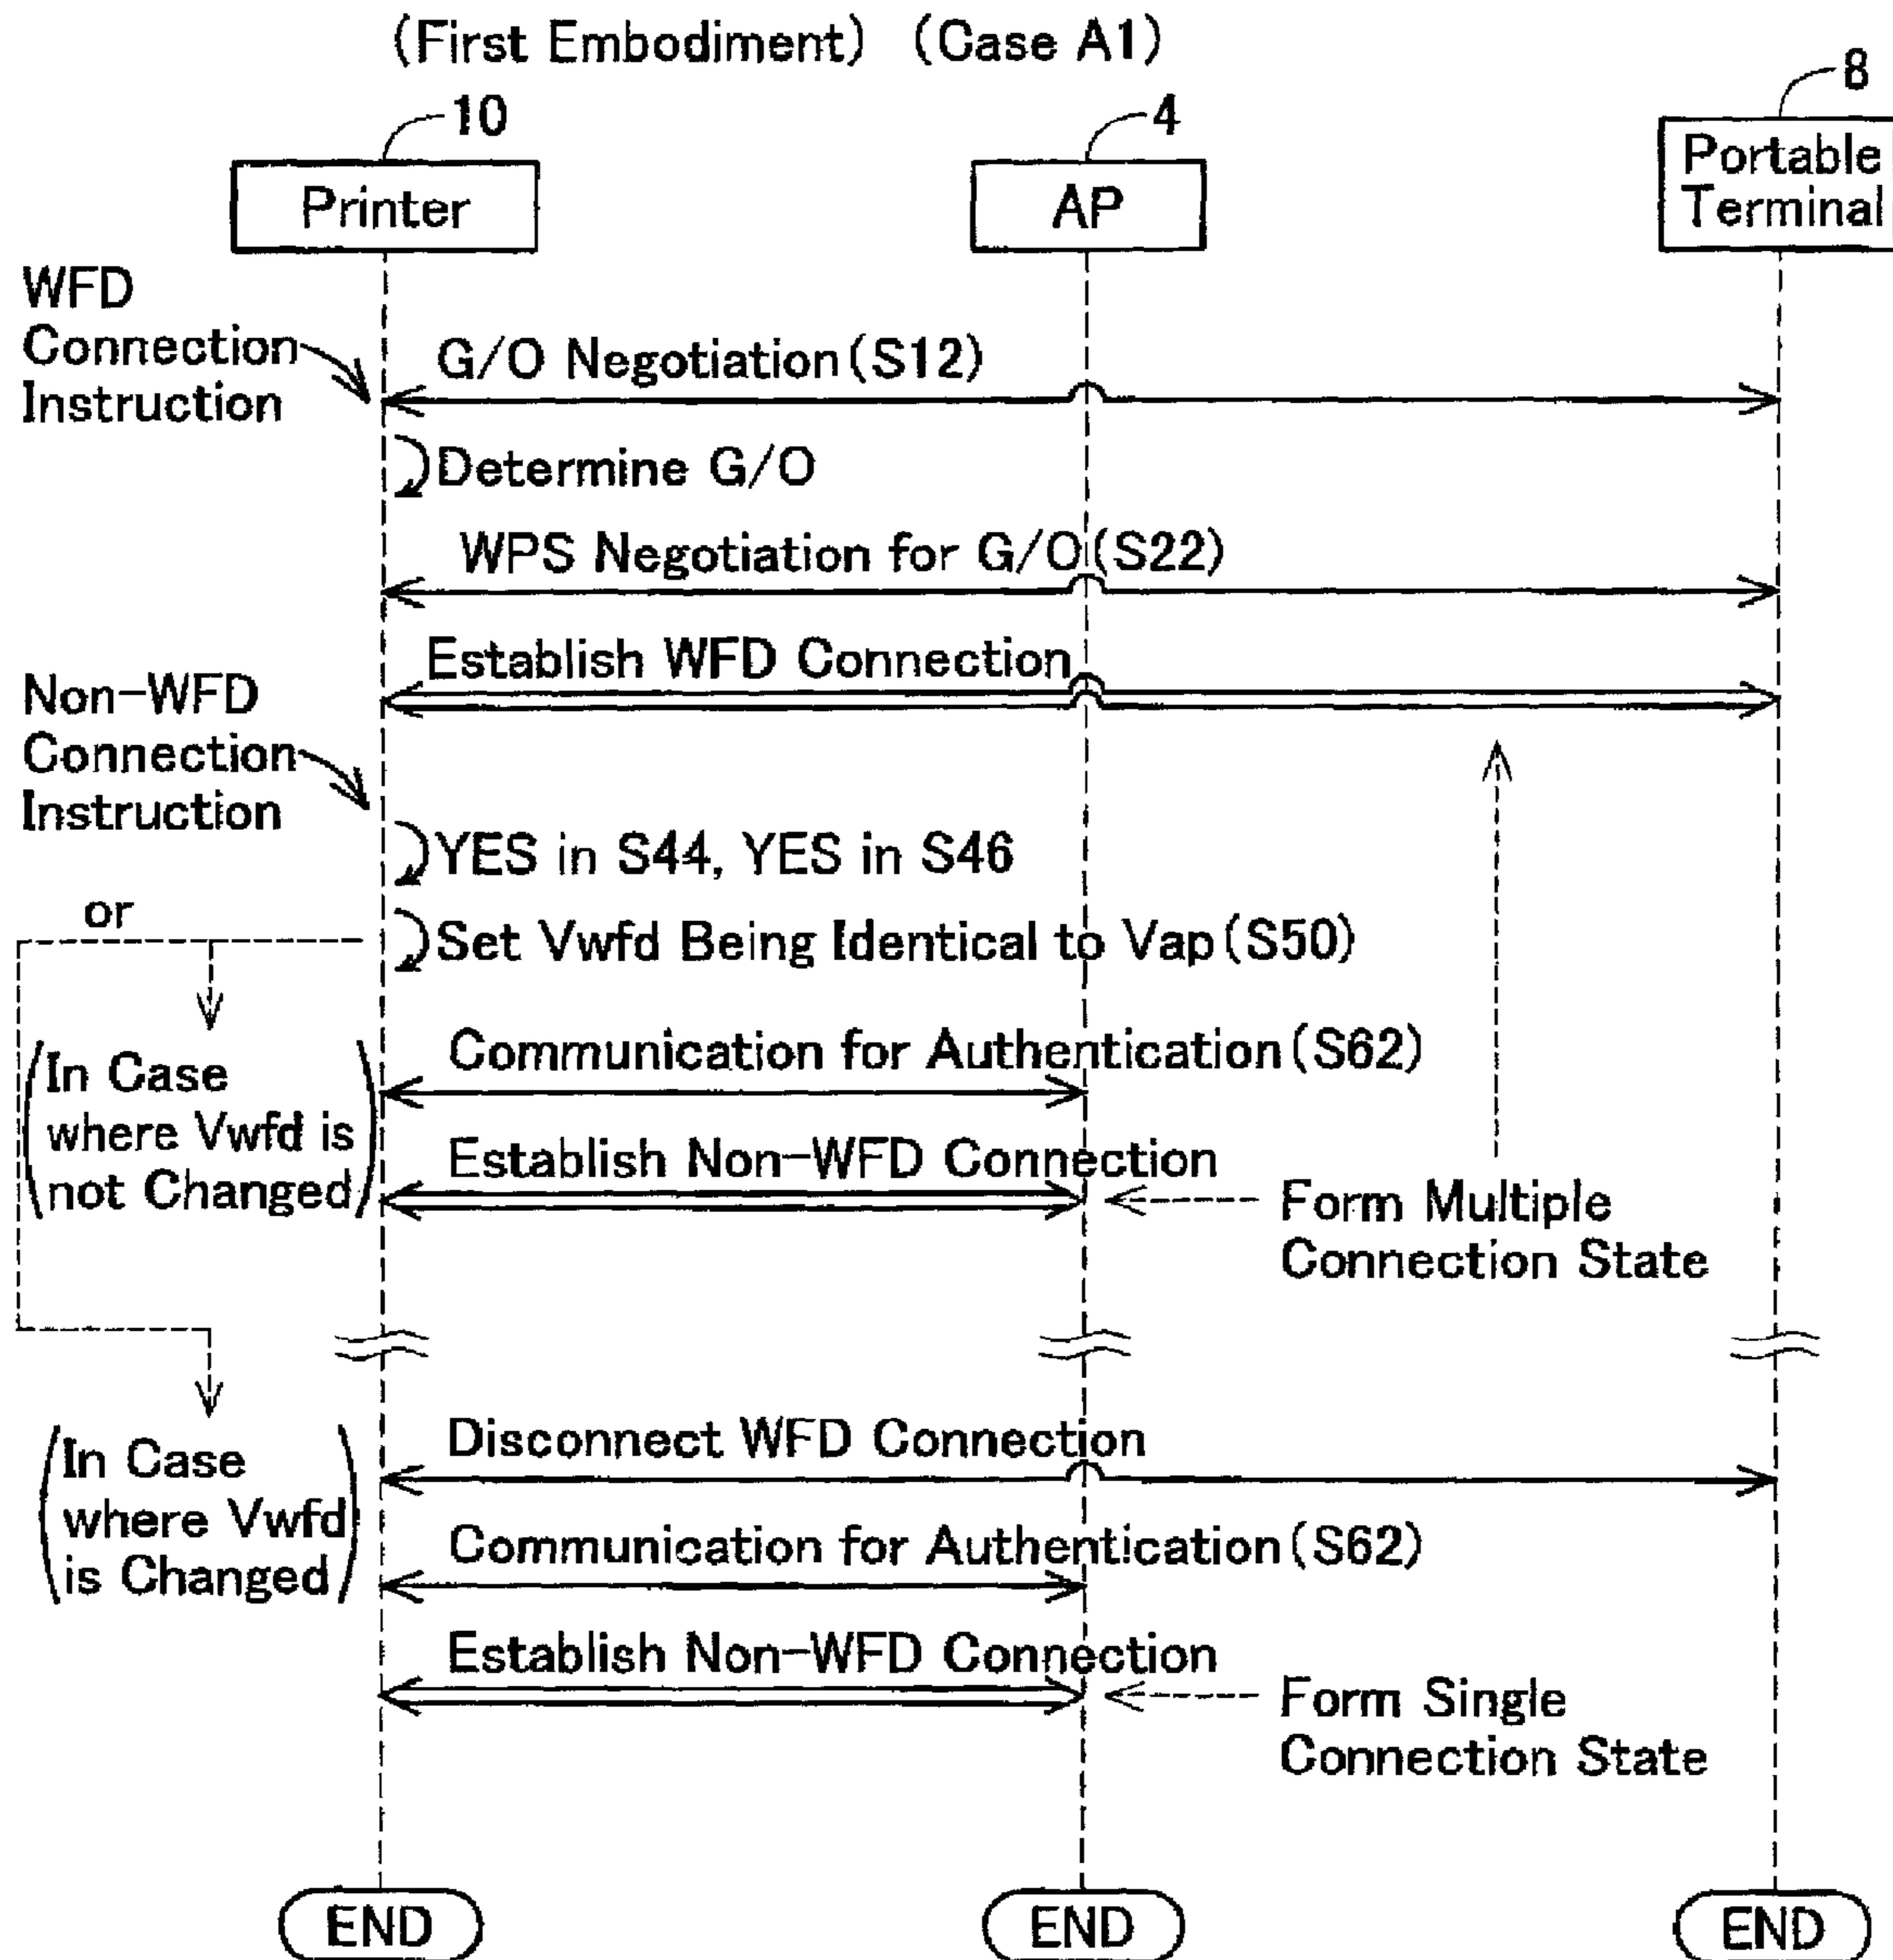 (First Embodiment) (Case A1)
10
4
8
Printer
AP
Portable
Terminal
WFD
Connection
Instruction
G/O Negotiation(S12)
Determine G/O
WPS Negotiation for G/O(S22)
Establish WFD Connection
Non-WFD
Connection
Instruction
YES in S44, YES in S46
or
Set Vwfd Being Identical to Vap(S50)
(In Case
where Vwfd is
not Changed)
Communication for Authentication(S62)
Establish Non-WFD Connection
Form Multiple
Connection State
(In Case
where Vwfd
is Changed)
Disconnect WFD Connection
Communication for Authentication(S62)
Establish Non-WFD Connection
Form Single
Connection State
END
END
END